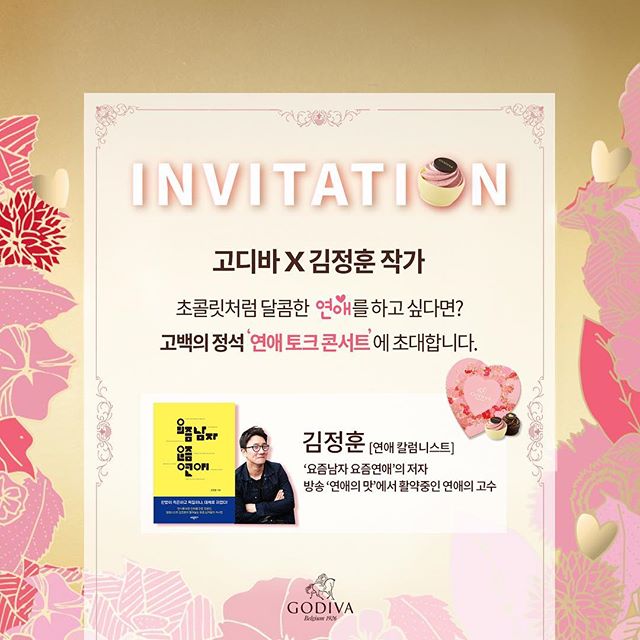 INVITATION
고디바 X 김정훈 작가
초콜릿처럼 달콤한 연애를 하고 싶다면?
고백의 정석 '연애 토크 콘서트'에 초대합니다.
요즘남자
요즘
연애
김정훈 [연애 칼럼니스트]
'요즘남자 요즘연애'의 저자
방송 '연애의 맛'에서 활약중인 연애의 고수
GODIVA
Belgium 1926